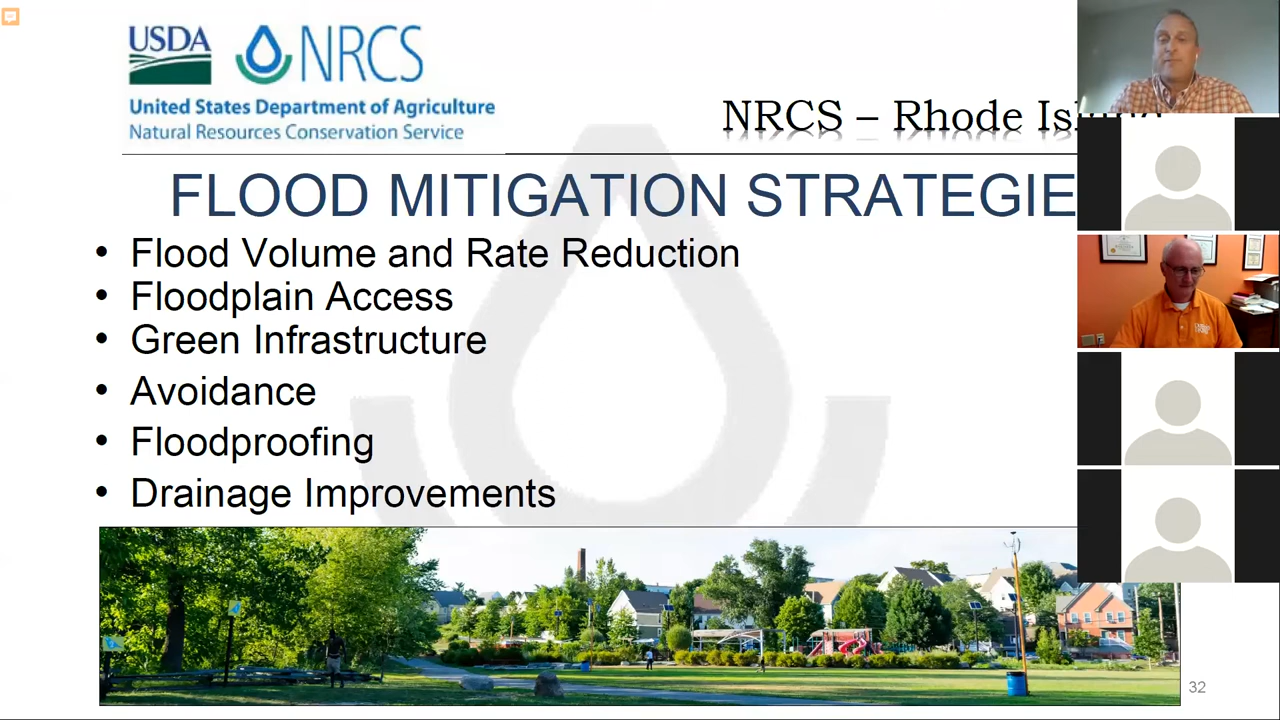 USDA NRCS
United States Department of Agriculture
Natural Resources Conservation Service
NRCS – Rhode Island
FLOOD MITIGATION STRATEGIE
• Flood Volume and Rate Reduction
• Floodplain Access
• Green Infrastructure
• Avoidance
• Floodproofing
• Drainage Improvements
32